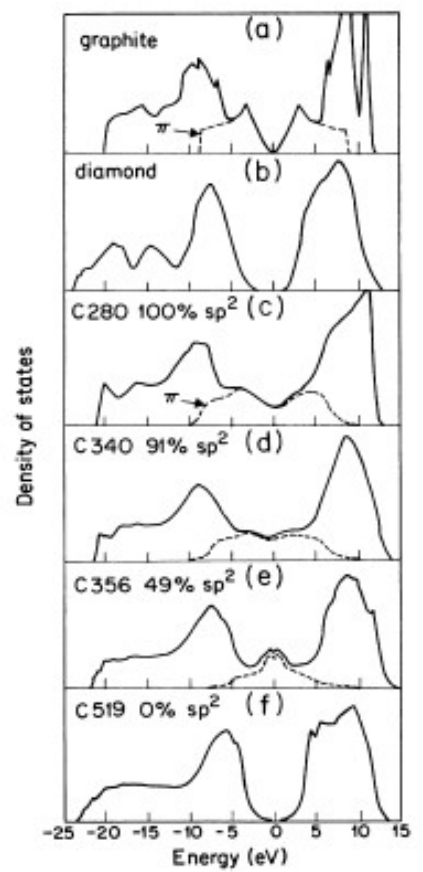 graphite (a)
π
diamond (b)
C280 100% sp² (c)
π
C340 91% sp² (d)
C356 49% sp² (e)
C519 0% sp² (f)
-25 -20 -15 -10 -5 0 5 10 15
Energy (eV)
Density of states